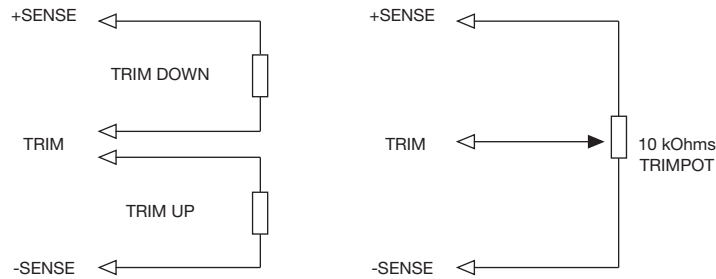 +SENSE
TRIM DOWN
TRIM
TRIM UP
-SENSE
+SENSE
TRIM
10 kOhms
TRIMPOT
-SENSE